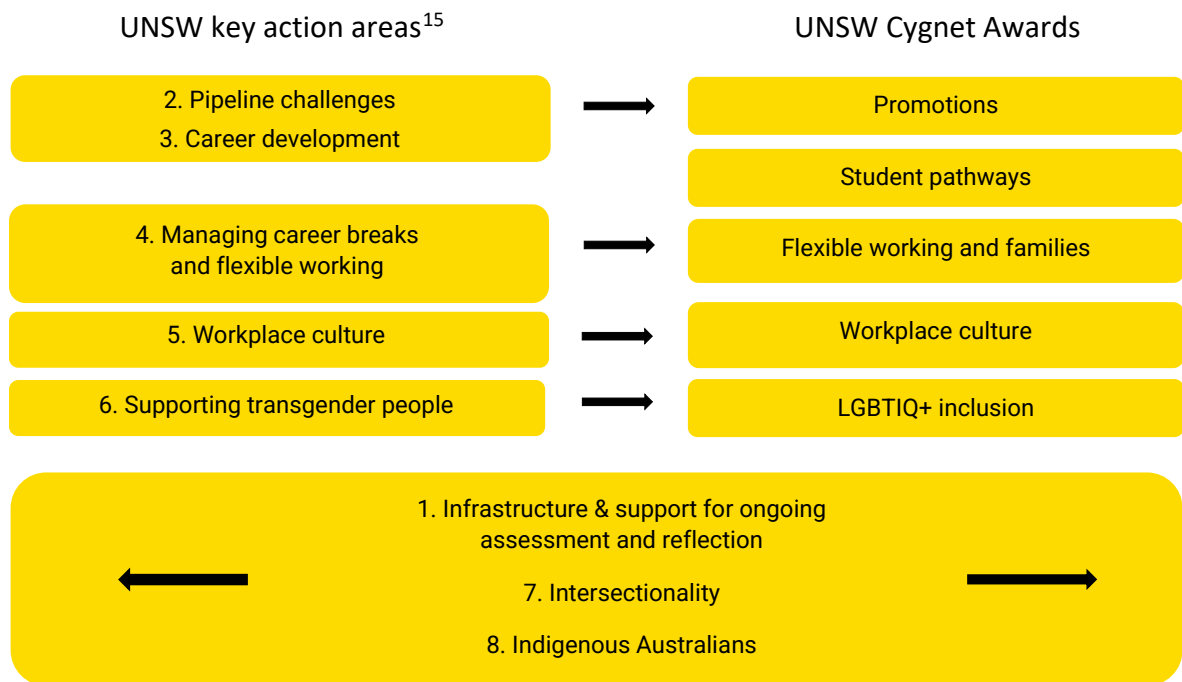 UNSW key action areas15
UNSW Cygnet Awards
2. Pipeline challenges
3. Career development
Promotions
Student pathways
4. Managing career breaks
and flexible working
Flexible working and families
5. Workplace culture
Workplace culture
6. Supporting transgender people
LGBTIQ+ inclusion
1. Infrastructure & support for ongoing
assessment and reflection
7. Intersectionality
8. Indigenous Australians